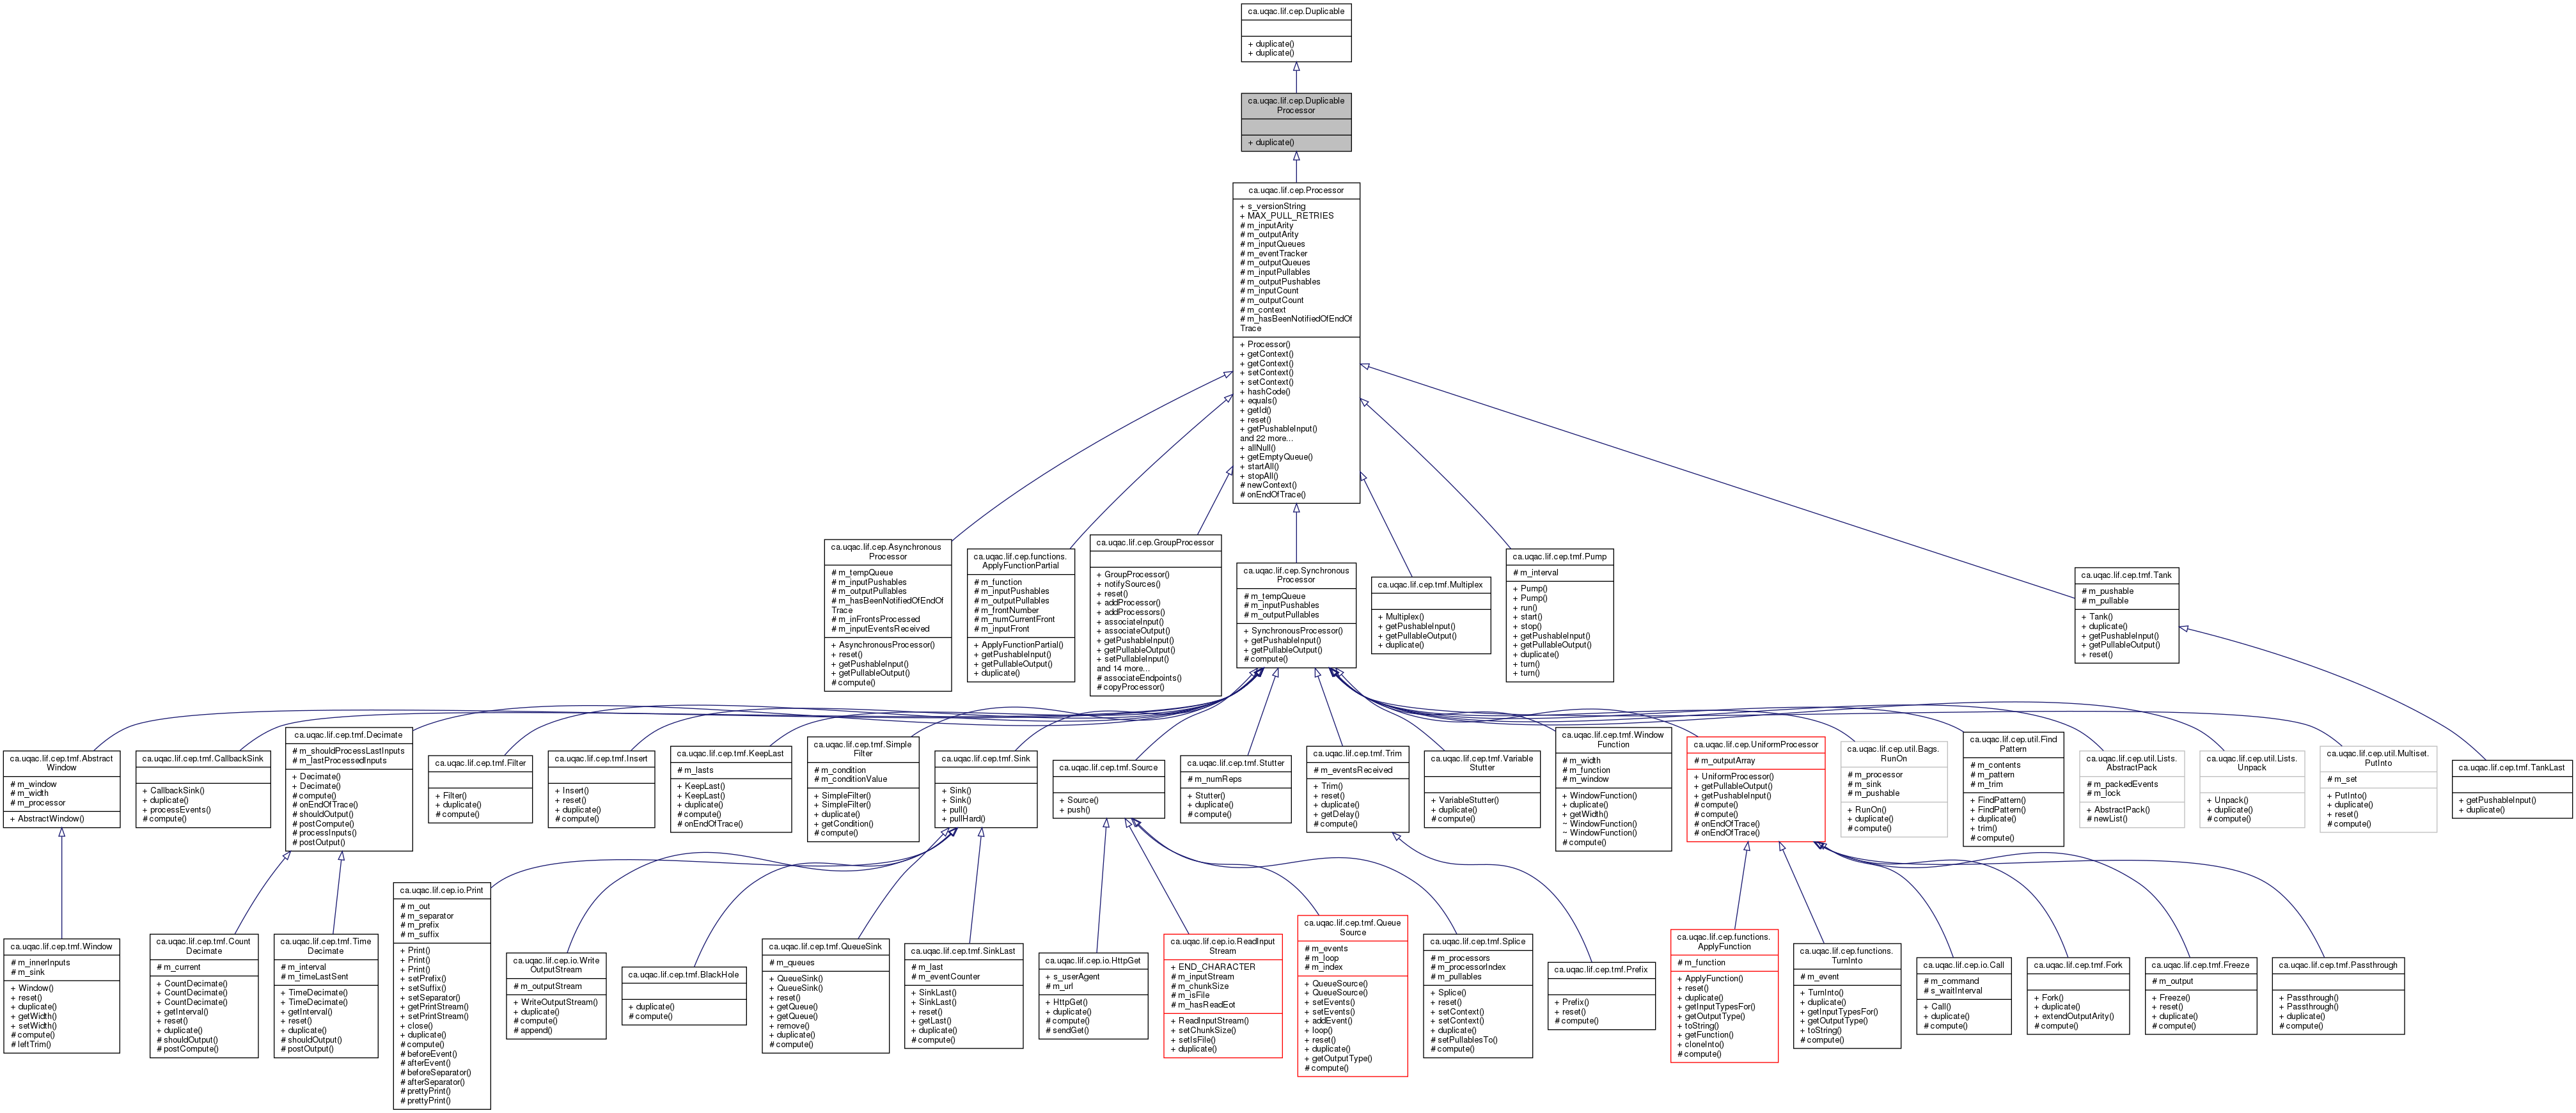 ca.uqac.lif.cep.Duplicable
+ duplicate()
+ duplicate()
ca.uqac.lif.cep.Duplicable
Processor
+ duplicate()
ca.uqac.lif.cep.Processor
+ s_versionString
+ MAX_PULL_RETRIES
# m_inputArity
# m_outputArity
# m_inputQueues
# m_eventTracker
# m_outputQueues
# m_inputPullables
# m_outputPushables
# m_inputCount
# m_outputCount
# m_context
# m_hasBeenNotifiedOfEndOf
Trace
+ Processor()
+ getContext()
+ getContext()
+ setContext()
+ setContext()
+ hashCode()
+ equals()
+ getId()
+ reset()
+ getPushableInput()
and 22 more...
+ allNull()
+ getEmptyQueue()
+ startAll()
+ stopAll()
# newContext()
# onEndOfTrace()
ca.uqac.lif.cep.Asynchronous
Processor
# m_tempQueue
# m_inputPushables
# m_outputPullables
# m_hasBeenNotifiedOfEndOf
Trace
# m_inFrontsProcessed
# m_inputEventsReceived
+ AsynchronousProcessor()
+ reset()
+ getPushableInput()
+ getPullableOutput()
# compute()
ca.uqac.lif.cep.functions.
ApplyFunctionPartial
# m_function
# m_inputPushables
# m_outputPullables
# m_frontNumber
# m_numCurrentFront
# m_inputFront
+ ApplyFunctionPartial()
+ getPushableInput()
+ getPullableOutput()
+ duplicate()
ca.uqac.lif.cep.GroupProcessor
+ GroupProcessor()
+ notifySources()
+ reset()
+ addProcessor()
+ addProcessors()
+ associateInput()
+ associateOutput()
+ getPushableInput()
+ getPullableOutput()
+ setPullableInput()
and 14 more...
# associateEndpoints()
# copyProcessor()
ca.uqac.lif.cep.Synchronous
Processor
# m_tempQueue
# m_inputPushables
# m_outputPullables
+ SynchronousProcessor()
+ getPushableInput()
+ getPullableOutput()
# compute()
ca.uqac.lif.cep.tmf.Multiplex
+ Multiplex()
+ getPushableInput()
+ getPullableOutput()
+ duplicate()
ca.uqac.lif.cep.tmf.Pump
# m_interval
+ Pump()
+ Pump()
+ run()
+ start()
+ stop()
+ getPushableInput()
+ getPullableOutput()
+ duplicate()
+ turn()
+ turn()
ca.uqac.lif.cep.tmf.Tank
# m_pushable
# m_pullable
+ Tank()
+ duplicate()
+ getPushableInput()
+ getPullableOutput()
+ reset()
ca.uqac.lif.cep.tmf.Abstract
Window
# m_window
# m_width
# m_processor
+ AbstractWindow()
ca.uqac.lif.cep.tmf.CallbackSink
+ CallbackSink()
+ duplicate()
+ processEvents()
# compute()
ca.uqac.lif.cep.tmf.Decimate
# m_shouldProcessLastInputs
# m_lastProcessedInputs
+ Decimate()
+ Decimate()
# compute()
# onEndOfTrace()
# shouldOutput()
# postCompute()
# processInputs()
# postOutput()
ca.uqac.lif.cep.tmf.Filter
+ Filter()
+ duplicate()
# compute()
ca.uqac.lif.cep.tmf.Insert
+ Insert()
+ reset()
+ duplicate()
# compute()
ca.uqac.lif.cep.tmf.KeepLast
# m_lasts
+ KeepLast()
+ KeepLast()
+ duplicate()
# compute()
# onEndOfTrace()
ca.uqac.lif.cep.tmf.Simple
Filter
# m_condition
# m_conditionValue
+ SimpleFilter()
+ SimpleFilter()
+ duplicate()
+ getCondition()
# compute()
ca.uqac.lif.cep.tmf.Sink
+ Sink()
+ Sink()
+ pull()
+ pullHard()
ca.uqac.lif.cep.tmf.Source
+ Source()
+ push()
ca.uqac.lif.cep.tmf.Stutter
# m_numReps
+ Stutter()
+ duplicate()
# compute()
ca.uqac.lif.cep.tmf.Trim
# m_eventsReceived
+ Trim()
+ reset()
+ duplicate()
+ getDelay()
# compute()
ca.uqac.lif.cep.tmf.Variable
Stutter
+ VariableStutter()
+ duplicate()
# compute()
ca.uqac.lif.cep.tmf.Window
Function
# m_width
# m_function
# m_window
+ WindowFunction()
+ duplicate()
+ getWidth()
~ WindowFunction()
~ WindowFunction()
# compute()
ca.uqac.lif.cep.UniformProcessor
# m_outputArray
+ UniformProcessor()
+ getPullableOutput()
+ getPushableInput()
# compute()
# compute()
# onEndOfTrace()
# onEndOfTrace()
ca.uqac.lif.cep.util.Bags.
RunOn
# m_processor
# m_sink
# m_pushable
+ RunOn()
+ duplicate()
# compute()
ca.uqac.lif.cep.util.Find
Pattern
# m_contents
# m_pattern
# m_trim
+ FindPattern()
+ FindPattern()
+ duplicate()
+ trim()
# compute()
ca.uqac.lif.cep.util.Lists.
AbstractPack
# m_packedEvents
# m_lock
+ AbstractPack()
# newList()
ca.uqac.lif.cep.util.Lists.
Unpack
+ Unpack()
+ duplicate()
# compute()
ca.uqac.lif.cep.util.Multiset.
PutInto
# m_set
+ PutInto()
+ duplicate()
+ reset()
# compute()
ca.uqac.lif.cep.tmf.TankLast
+ getPushableInput()
+ duplicate()
ca.uqac.lif.cep.tmf.Window
# m_innerInputs
# m_sink
+ Window()
+ reset()
+ duplicate()
+ getWidth()
+ setWidth()
# compute()
# leftTrim()
ca.uqac.lif.cep.tmf.Count
Decimate
# m_current
+ CountDecimate()
+ CountDecimate()
+ CountDecimate()
+ getInterval()
+ reset()
+ duplicate()
# shouldOutput()
# postCompute()
ca.uqac.lif.cep.tmf.Time
Decimate
# m_interval
# m_timeLastSent
+ TimeDecimate()
+ TimeDecimate()
+ getInterval()
+ reset()
+ duplicate()
# shouldOutput()
# postOutput()
ca.uqac.lif.cep.io.Print
# m_out
# m_separator
# m_prefix
# m_suffix
+ Print()
+ Print()
+ Print()
+ setPrefix()
+ setSuffix()
+ setSeparator()
+ getPrintStream()
+ setPrintStream()
+ close()
+ duplicate()
# compute()
# beforeEvent()
# afterEvent()
# beforeSeparator()
# afterSeparator()
# prettyPrint()
# prettyPrint()
ca.uqac.lif.cep.io.Write
OutputStream
# m_outputStream
+ WriteOutputStream()
+ duplicate()
# compute()
# append()
ca.uqac.lif.cep.tmf.BlackHole
+ duplicate()
# compute()
ca.uqac.lif.cep.tmf.QueueSink
# m_queues
+ QueueSink()
+ QueueSink()
+ reset()
+ getQueue()
+ getQueue()
+ remove()
+ duplicate()
# compute()
ca.uqac.lif.cep.tmf.SinkLast
# m_last
# m_eventCounter
+ SinkLast()
+ SinkLast()
+ reset()
+ getLast()
+ duplicate()
# compute()
ca.uqac.lif.cep.io.HttpGet
+ s_userAgent
# m_url
+ HttpGet()
+ duplicate()
# compute()
# sendGet()
ca.uqac.lif.cep.io.ReadInput
Stream
+ END_CHARACTER
# m_inputStream
# m_chunkSize
# m_isFile
# m_hasReadEot
+ ReadInputStream()
+ setChunkSize()
+ setIsFile()
+ duplicate()
ca.uqac.lif.cep.tmf.Queue
Source
# m_events
# m_loop
# m_index
+ QueueSource()
+ QueueSource()
+ setEvents()
+ setEvents()
+ addEvent()
+ loop()
+ reset()
+ duplicate()
+ getOutputType()
# compute()
ca.uqac.lif.cep.tmf.Splice
# m_processors
# m_processorIndex
# m_pullables
+ Splice()
+ reset()
+ setContext()
+ setContext()
+ duplicate()
# setPullablesTo()
# compute()
ca.uqac.lif.cep.tmf.Prefix
+ Prefix()
+ reset()
# compute()
ca.uqac.lif.cep.functions.
ApplyFunction
# m_function
+ ApplyFunction()
+ reset()
+ duplicate()
+ getInputTypesFor()
+ getOutputType()
+ toString()
+ getFunction()
+ cloneInto()
# compute()
ca.uqac.lif.cep.functions.
TurnInto
# m_event
+ TurnInto()
+ duplicate()
+ getInputTypesFor()
+ getOutputType()
+ toString()
# compute()
ca.uqac.lif.cep.io.Call
# m_command
# s_waitInterval
+ Call()
+ duplicate()
# compute()
ca.uqac.lif.cep.tmf.Fork
+ Fork()
+ duplicate()
+ extendOutputArity()
# compute()
ca.uqac.lif.cep.tmf.Freeze
# m_output
+ Freeze()
+ reset()
+ duplicate()
# compute()
ca.uqac.lif.cep.tmf.Passthrough
+ Passthrough()
+ Passthrough()
+ duplicate()
# compute()